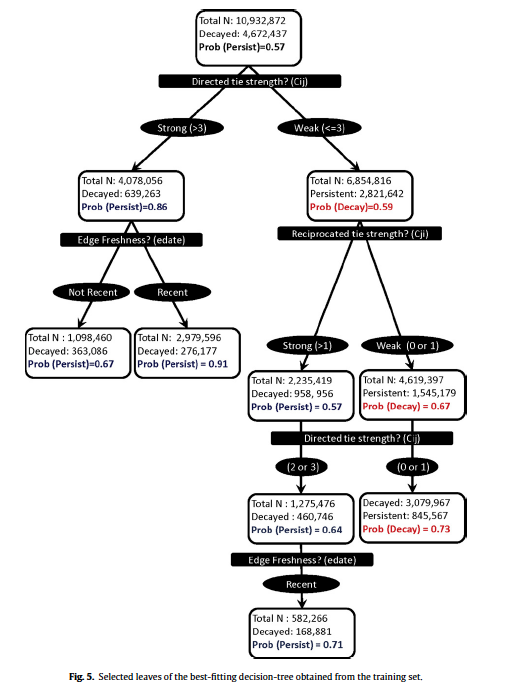 Total N: 10,932,872
Decayed: 4,672,437
Prob (Persist)=0.57
Directed tie strength? (Cij)
Strong (>3)
Weak (<=3)
Total N: 4,078,056
Decayed: 639,263
Prob (Persist)=0.86
Total N: 6,854,816
Persistent: 2,821,642
Prob (Decay)=0.59
Edge Freshness? (edate)
Reciprocated tie strength? (Cji)
Not Recent
Recent
Total N : 1,098,460
Decayed: 363,086
Prob (Persist)=0.67
Total N: 2,979,596
Decayed: 276,177
Prob (Persist) = 0.91
Strong (>1)
Weak (0 or 1)
Total N: 2,235,419
Decayed: 958, 956
Prob (Persist) = 0.57
Total N: 4,619,397
Persistent: 1,545,179
Prob (Decay) = 0.67
Directed tie strength? (Cij)
(2 or 3)
(0 or 1)
Total N : 1,275,476
Decayed : 460,746
Prob (Persist) = 0.64
Decayed: 3,079,967
Persistent: 845,567
Prob (Decay) = 0.73
Edge Freshness? (edate)
Recent
Total N : 582,266
Decayed: 168,881
Prob (Persist) = 0.71
Fig. 5. Selected leaves of the best-fitting decision-tree obtained from the training set.